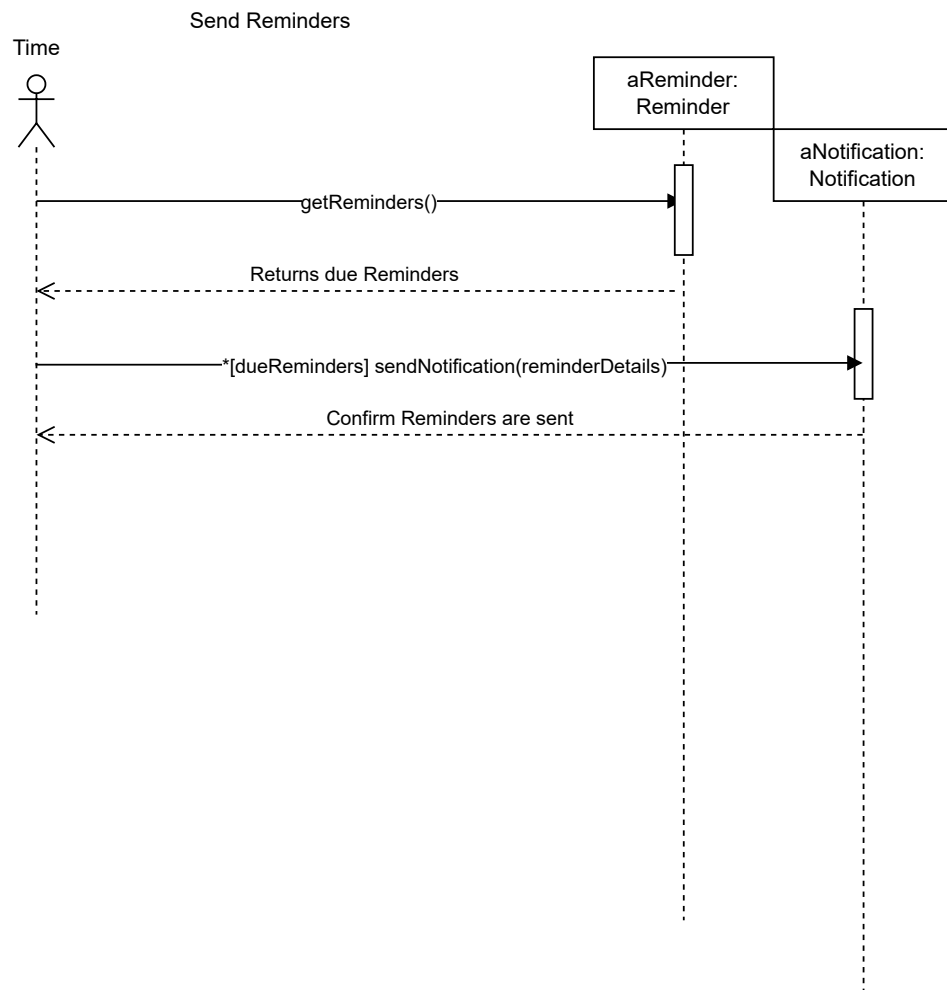 Send Reminders
Time
aReminder:
Reminder
aNotification:
Notification
getReminders()
Returns due Reminders
*[dueReminders] sendNotification(reminderDetails)
Confirm Reminders are sent